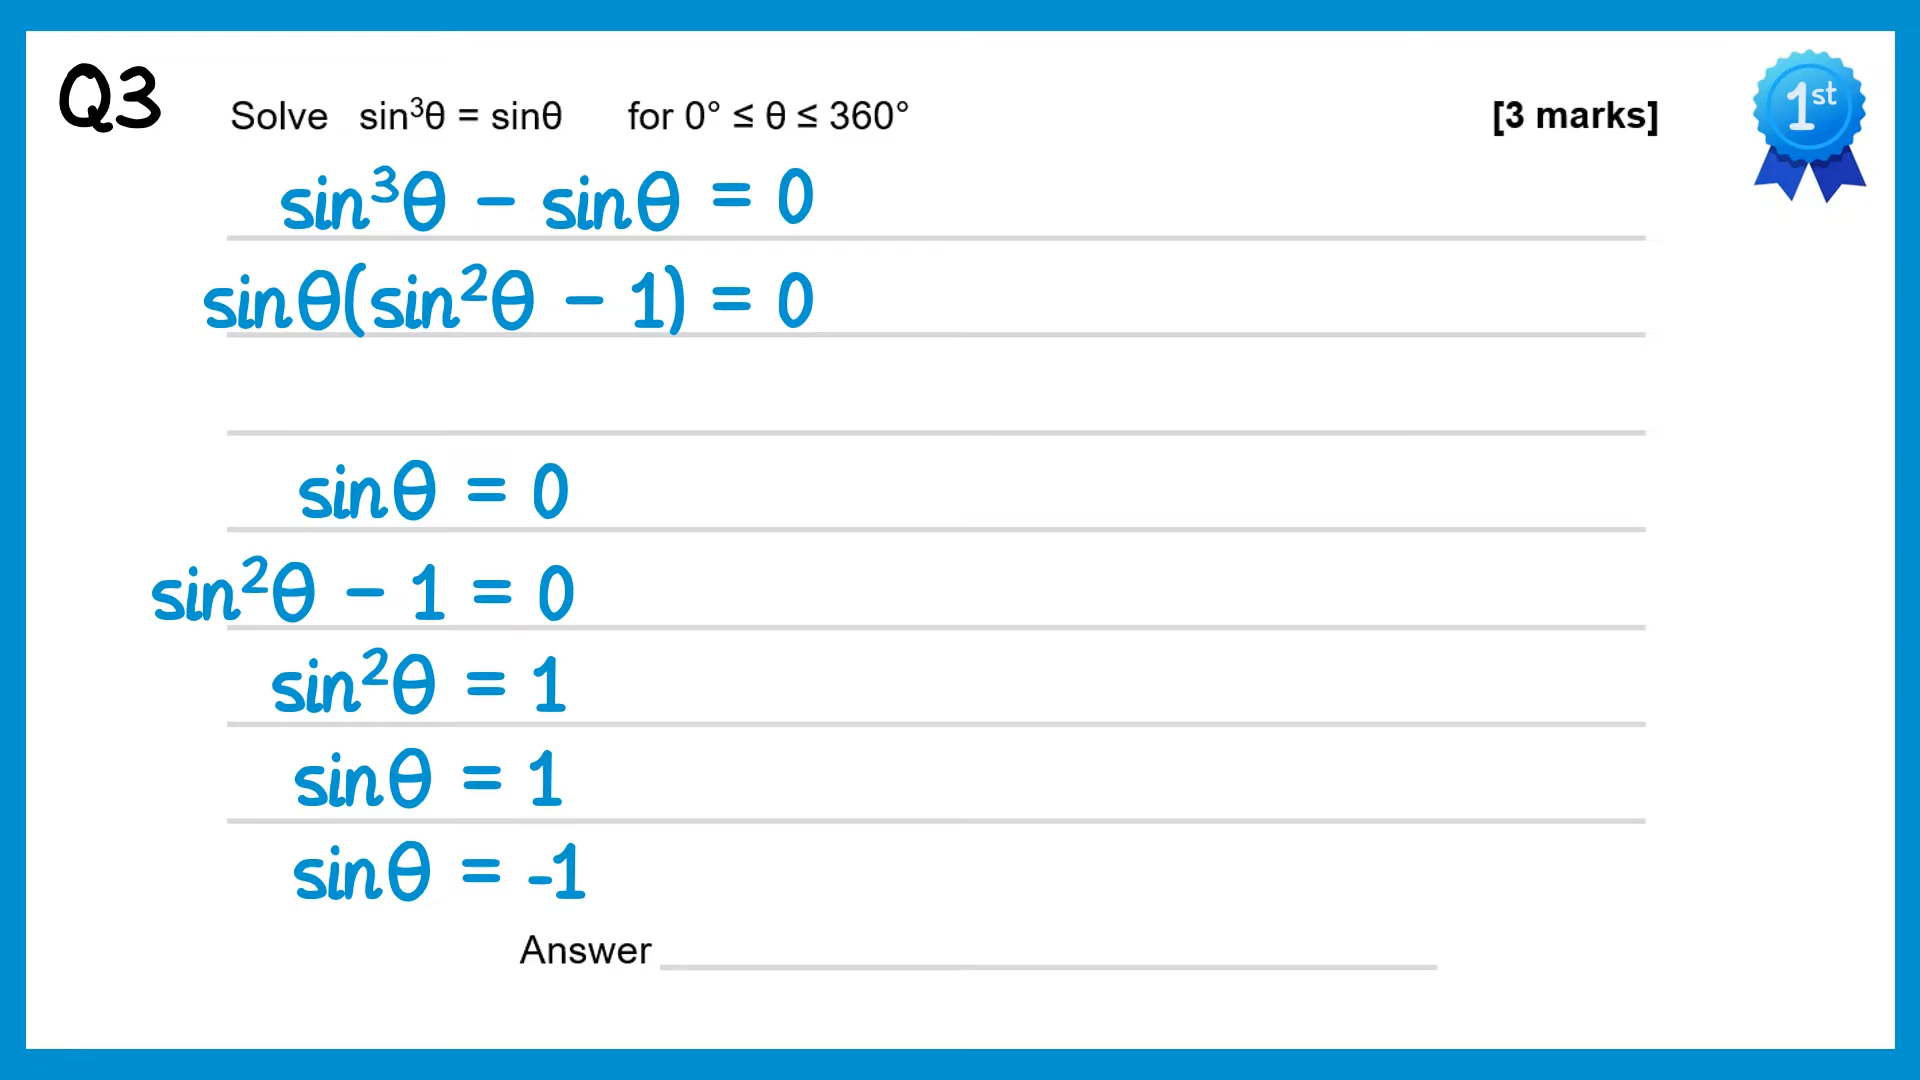 Q3
Solve sin³θ = sinθ for 0° ≤ θ ≤ 360° [3 marks]
1st
sin³θ − sinθ = 0
sinθ(sin²θ − 1) = 0
sinθ = 0
sin²θ − 1 = 0
sin²θ = 1
sinθ = 1
sinθ = -1
Answer